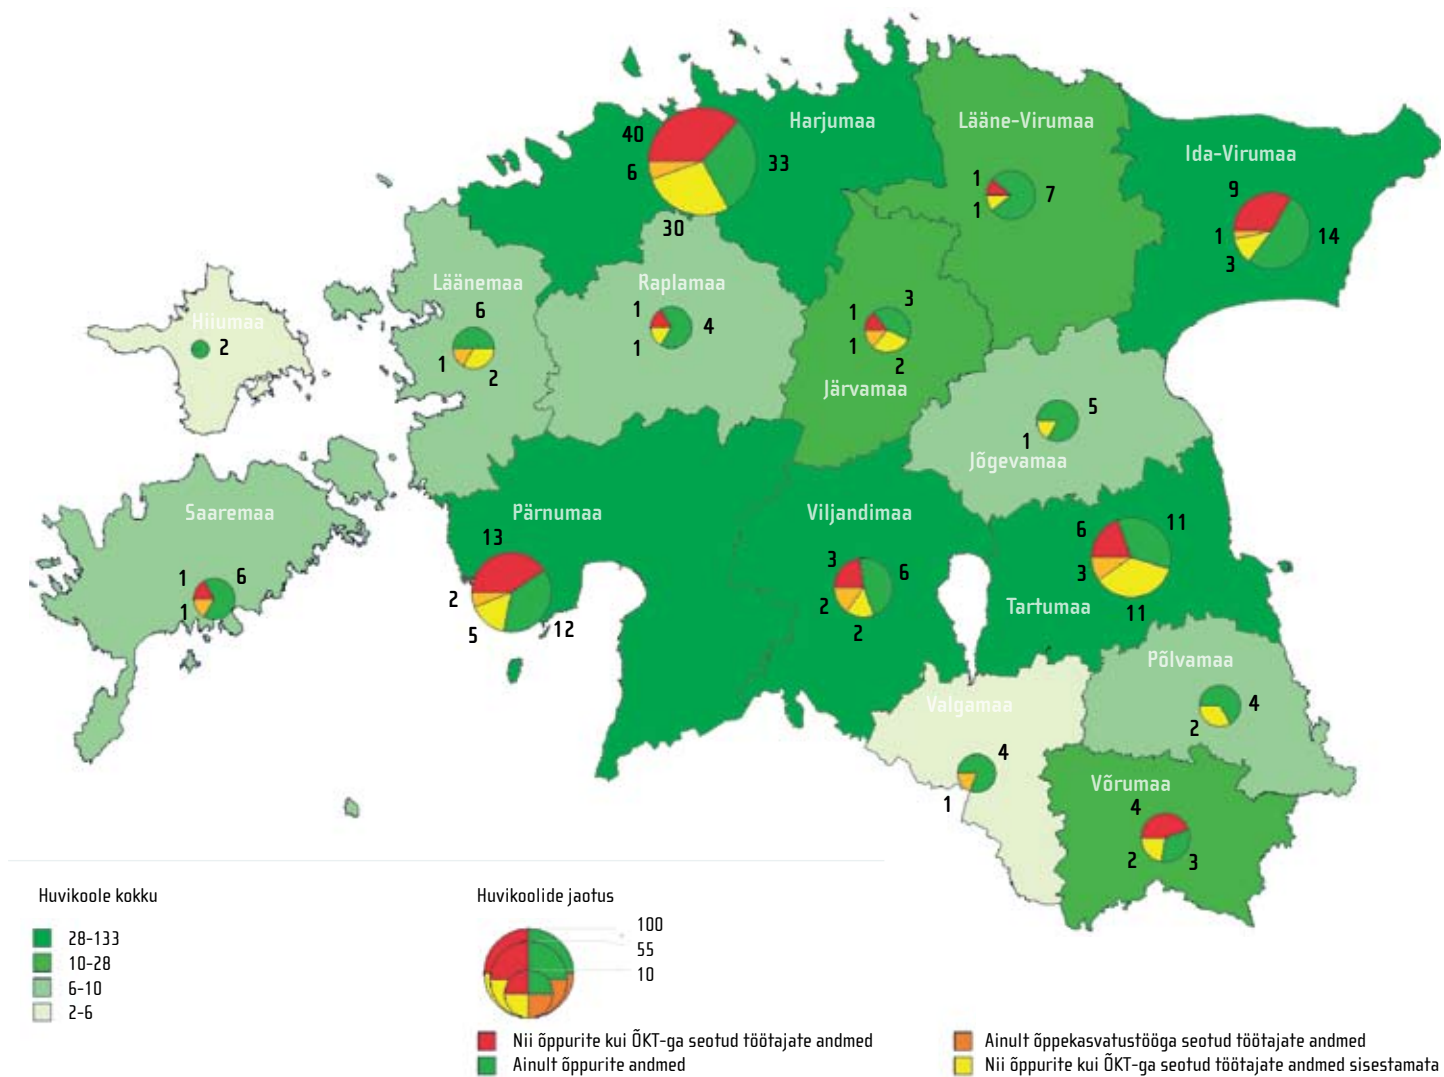 Harjumaa
40
33
6
30
Lääne-Virumaa
1
7
1
Ida-Virumaa
9
1
14
3
Läänemaa
6
1
2
Raplamaa
1
4
1
Hiiumaa
2
1
3
1
2
Järvamaa
5
1
Jõgevamaa
Saaremaa
1
6
1
Pärnumaa
13
2
5
12
Viljandimaa
3
6
2
2
6
11
3
11
Tartumaa
Põlvamaa
4
2
Valgamaa
4
1
Võrumaa
4
2
3
Huvikoole kokku
28-133
10-28
6-10
2-6
Huvikoolide jaotus
100
55
10
Nii õppurite kui ÕKT-ga seotud töötajate andmed
Ainult õppurite andmed
Ainult õppekasvatustööga seotud töötajate andmed
Nii õppurite kui ÕKT-ga seotud töötajate andmed sisestamata